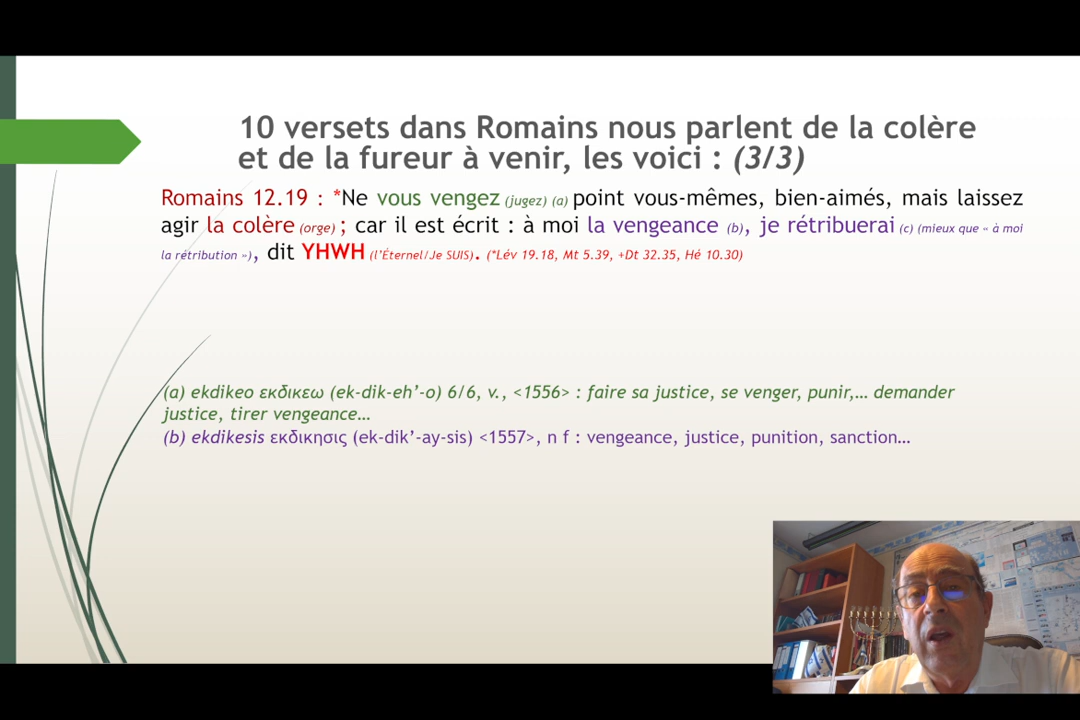 10 versets dans Romains nous parlent de la colère
et de la fureur à venir, les voici : (3/3)
Romains 12.19 : *Ne vous vengez (jugez) (a) point vous-mêmes, bien-aimés, mais laissez
agir la colère (orge) ; car il est écrit : à moi la vengeance (b), je rétribuerai (c) (mieux que « à moi
la rétribution »), dit YHWH (l’Éternel/Je SUIS). (*Lév 19.18, Mt 5.39, +Dt 32.35, Hé 10.30)
(a) ekdikeo εκδικεω (ek-dik-eh’-o) 6/6, v., <1556> : faire sa justice, se venger, punir,… demander
justice, tirer vengeance…
(b) ekdikesis εκδικησις (ek-dik’-ay-sis) <1557>, n f : vengeance, justice, punition, sanction…